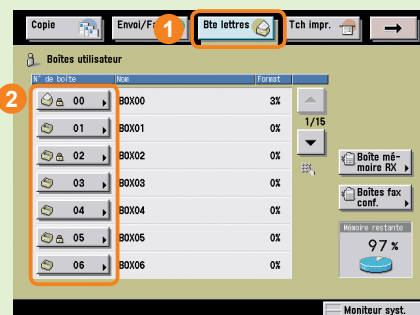 Copie Envoi/F 1 Bte lettres Tch impr.
Boîtes utilisateur
N° de boîte Nom Format
2
00 BOX00 3%
01 BOX01 0%
1/15
02 BOX02 0%
Boîte mé-
moire RX
03 BOX03 0%
Boîtes fax
conf.
04 BOX04 0%
Mémoire restante
05 BOX05 0%
97 %
06 BOX06 0%
Moniteur syst.